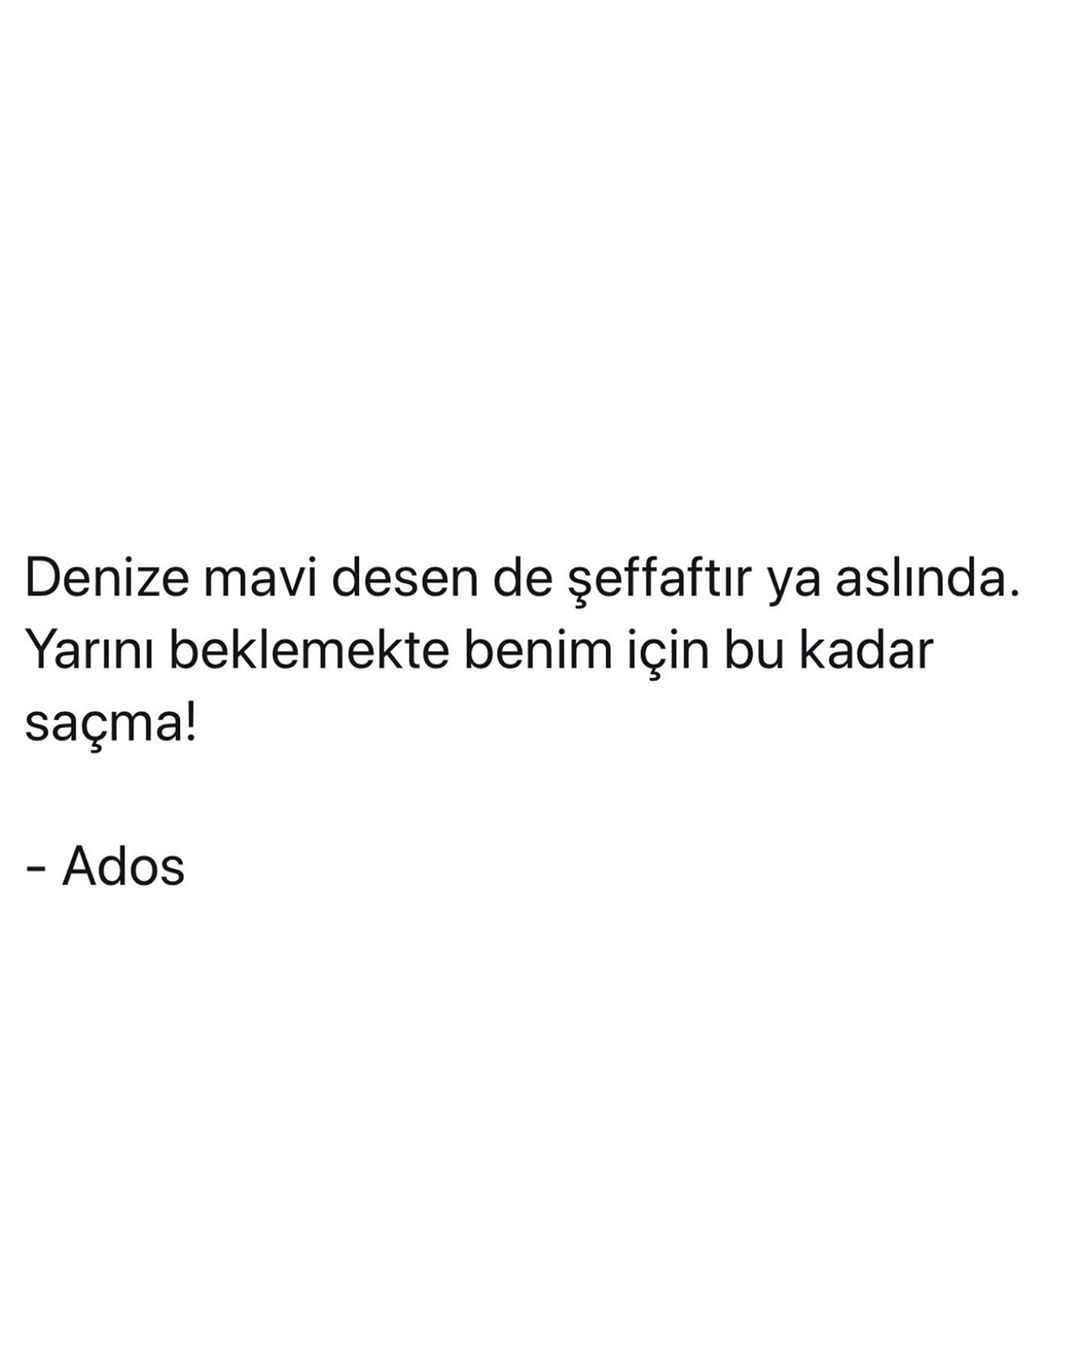 Denize mavi desen de şeffaftır ya aslında.
Yarını beklemekte benim için bu kadar
saçma!
- Ados